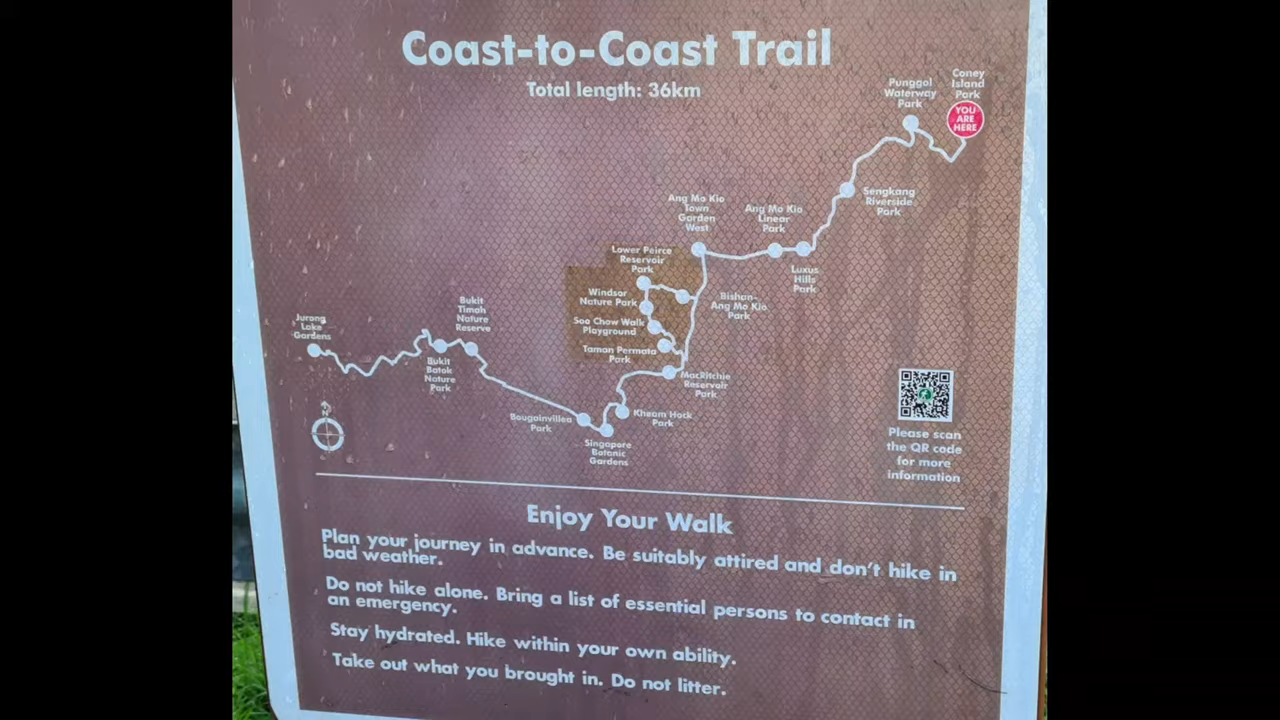 Coast-to-Coast Trail
Total length: 36km
Coney
Island
Park
YOU
ARE
HERE
Punggol
Waterway
Park
Sengkang
Riverside
Park
Ang Mo Kio
Town
Garden
West
Ang Mo Kio
Linear
Park
Luxus
Hills
Park
Lower Peirce
Reservoir
Park
Windsor
Nature Park
Soo Chow Walk
Playground
Taman Permata
Park
Bishan-
Ang Mo Kio
Park
MacRitchie
Reservoir
Park
Kheam Hock
Park
Singapore
Botanic
Gardens
Bougainvillea
Park
Bukit
Timah
Nature
Reserve
Bukit
Batok
Nature
Park
Jurong
Lake
Gardens
N
Please scan
the QR code
for more
information
Enjoy Your Walk
Plan your journey in advance. Be suitably attired and don't hike in
bad weather.
Do not hike alone. Bring a list of essential persons to contact in
an emergency.
Stay hydrated. Hike within your own ability.
Take out what you brought in. Do not litter.